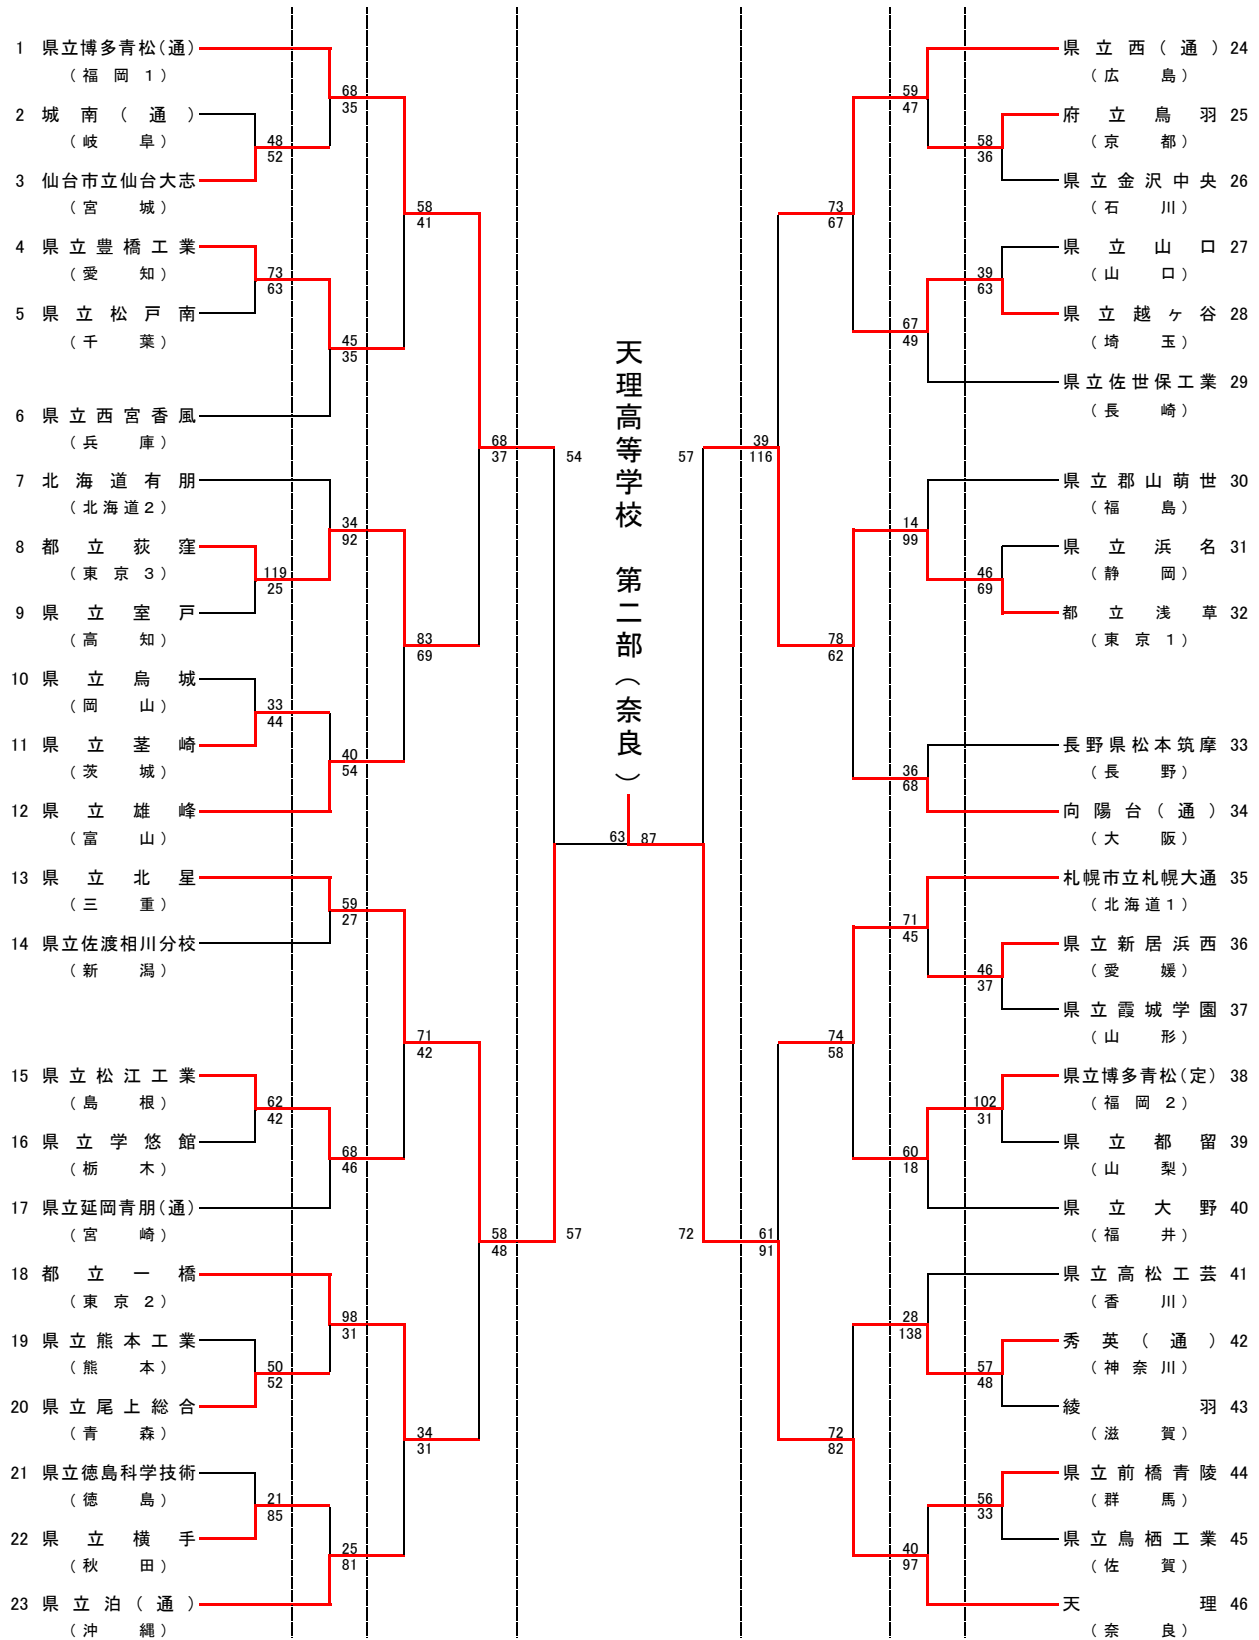 1 県立博多青松(通)
(福岡1)
2 城南(通)
(岐阜)
3 仙台市立仙台大志
(宮城)
4 県立豊橋工業
(愛知)
5 県立松戸南
(千葉)
6 県立西宮香風
(兵庫)
7 北海道有朋
(北海道2)
8 都立荻窪
(東京3)
9 県立室戸
(高知)
10 県立烏城
(岡山)
11 県立茎崎
(茨城)
12 県立雄峰
(富山)
13 県立北星
(三重)
14 県立佐渡相川分校
(新潟)
15 県立松江工業
(島根)
16 県立学悠館
(栃木)
17 県立延岡青朋(通)
(宮崎)
18 都立一橋
(東京2)
19 県立熊本工業
(熊本)
20 県立尾上総合
(青森)
21 県立徳島科学技術
(徳島)
22 県立横手
(秋田)
23 県立泊(通)
(沖縄)
48
52
73
63
119
25
33
44
62
42
50
52
21
85
68
35
45
35
34
92
40
54
59
27
68
46
98
31
25
81
58
41
83
69
71
42
34
31
68
37
58
48
54
57
天理高等学校 第二部(奈良)
63 87
57
72
39
116
61
91
73
67
78
62
74
58
72
82
59
47
67
49
14
99
36
68
71
45
60
18
28
138
40
97
58
36
39
63
46
69
46
37
102
31
57
48
56
33
県立西(通) 24
(広島)
府立鳥羽 25
(京都)
県立金沢中央 26
(石川)
県立山口 27
(山口)
県立越ヶ谷 28
(埼玉)
県立佐世保工業 29
(長崎)
県立郡山萌世 30
(福島)
県立浜名 31
(静岡)
都立浅草 32
(東京1)
長野県松本筑摩 33
(長野)
向陽台(通) 34
(大阪)
札幌市立札幌大通 35
(北海道1)
県立新居浜西 36
(愛媛)
県立霞城学園 37
(山形)
県立博多青松(定) 38
(福岡2)
県立都留 39
(山梨)
県立大野 40
(福井)
県立高松工芸 41
(香川)
秀英(通) 42
(神奈川)
綾羽 43
(滋賀)
県立前橋青陵 44
(群馬)
県立鳥栖工業 45
(佐賀)
天理 46
(奈良)